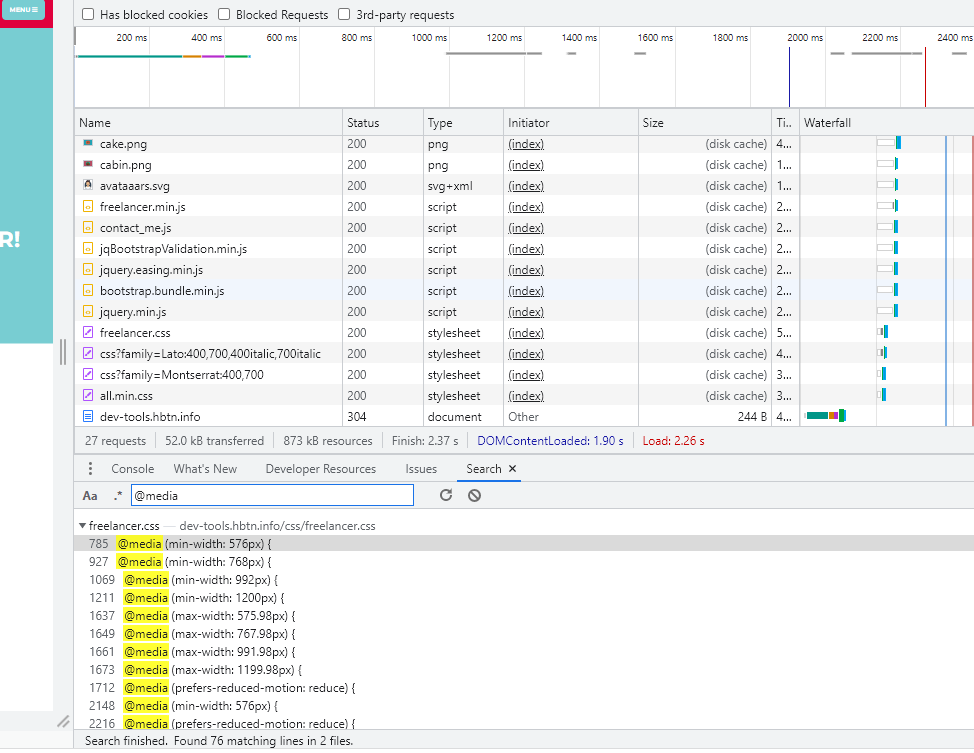 MENU
Has blocked cookies Blocked Requests 3rd-party requests
200 ms 400 ms 600 ms 800 ms 1000 ms 1200 ms 1400 ms 1600 ms 1800 ms 2000 ms 2200 ms 2400 ms
Name Status Type Initiator Size Ti.. Waterfall
cake.png 200 png (index) (disk cache) 4...
cabin.png 200 png (index) (disk cache) 1...
avataaars.svg 200 svg+xml (index) (disk cache) 1...
freelancer.min.js 200 script (index) (disk cache) 2...
contact_me.js 200 script (index) (disk cache) 2...
R!
jqBootstrapValidation.min.js 200 script (index) (disk cache) 2...
jquery.easing.min.js 200 script (index) (disk cache) 2...
bootstrap.bundle.min.js 200 script (index) (disk cache) 2...
jquery.min.js 200 script (index) (disk cache) 2...
freelancer.css 200 stylesheet (index) (disk cache) 5...
css?family=Lato:400,700,400italic,700italic 200 stylesheet (index) (disk cache) 4...
css?family=Montserrat:400,700 200 stylesheet (index) (disk cache) 3...
all.min.css 200 stylesheet (index) (disk cache) 3...
dev-tools.hbtn.info 304 document Other 244 B 4...
27 requests 52.0 kB transferred 873 kB resources Finish: 2.37 s DOMContentLoaded: 1.90 s Load: 2.26 s
Console What's New Developer Resources Issues Search ×
Aa .* @media
freelancer.css — dev-tools.hbtn.info/css/freelancer.css
785 @media (min-width: 576px) {
927 @media (min-width: 768px) {
1069 @media (min-width: 992px) {
1211 @media (min-width: 1200px) {
1637 @media (max-width: 575.98px) {
1649 @media (max-width: 767.98px) {
1661 @media (max-width: 991.98px) {
1673 @media (max-width: 1199.98px) {
1712 @media (prefers-reduced-motion: reduce) {
2148 @media (min-width: 576px) {
2216 @media (prefers-reduced-motion: reduce) {
Search finished. Found 76 matching lines in 2 files.